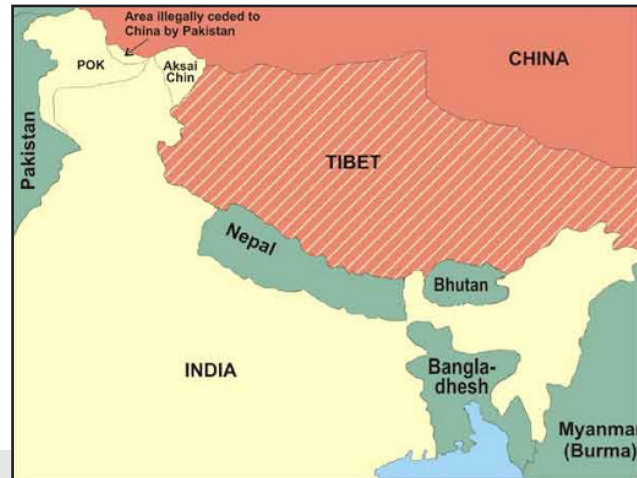 Area illegally ceded to
China by Pakistan
POK
Aksai
Chin
CHINA
Pakistan
TIBET
Nepal
Bhutan
INDIA
Bangla-
dhesh
Myanmar
(Burma)